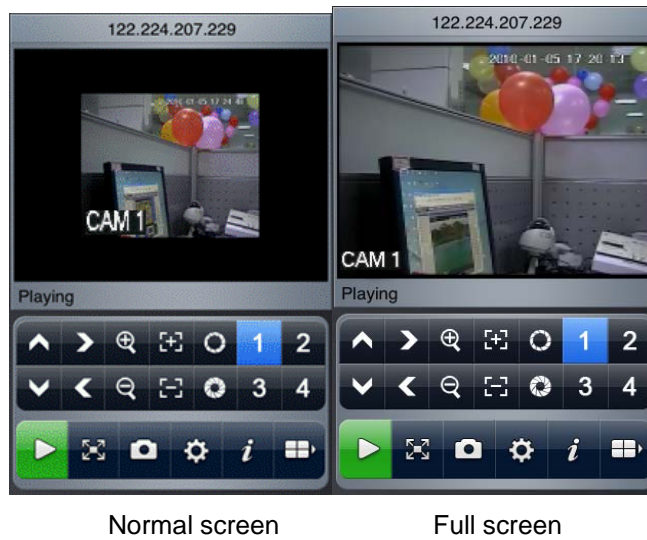 122.224.207.229
2010-01-05 17 24 48
CAM 1
Playing
1
2
3
4
i
Normal screen
122.224.207.229
2010-01-05 17 20 13
CAM 1
Playing
1
2
3
4
i
Full screen